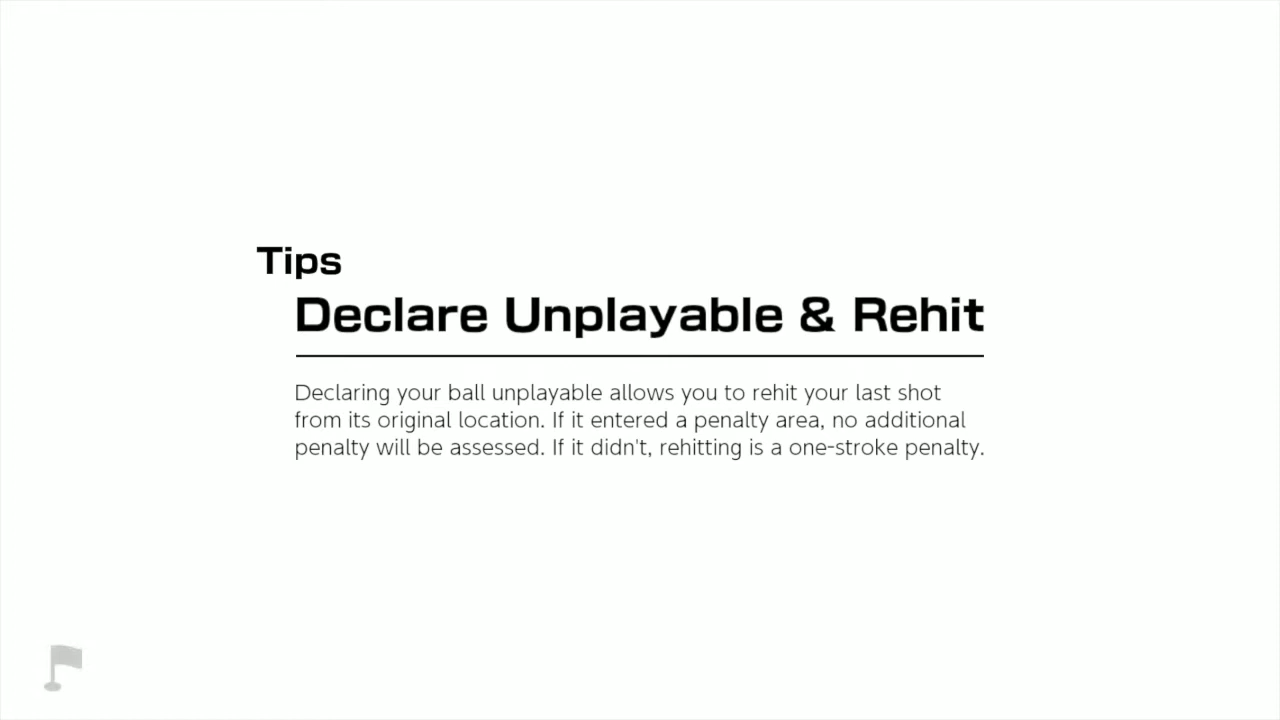 Tips
Declare Unplayable & Rehit
Declaring your ball unplayable allows you to rehit your last shot
from its original location. If it entered a penalty area, no additional
penalty will be assessed. If it didn't, rehitting is a one-stroke penalty.